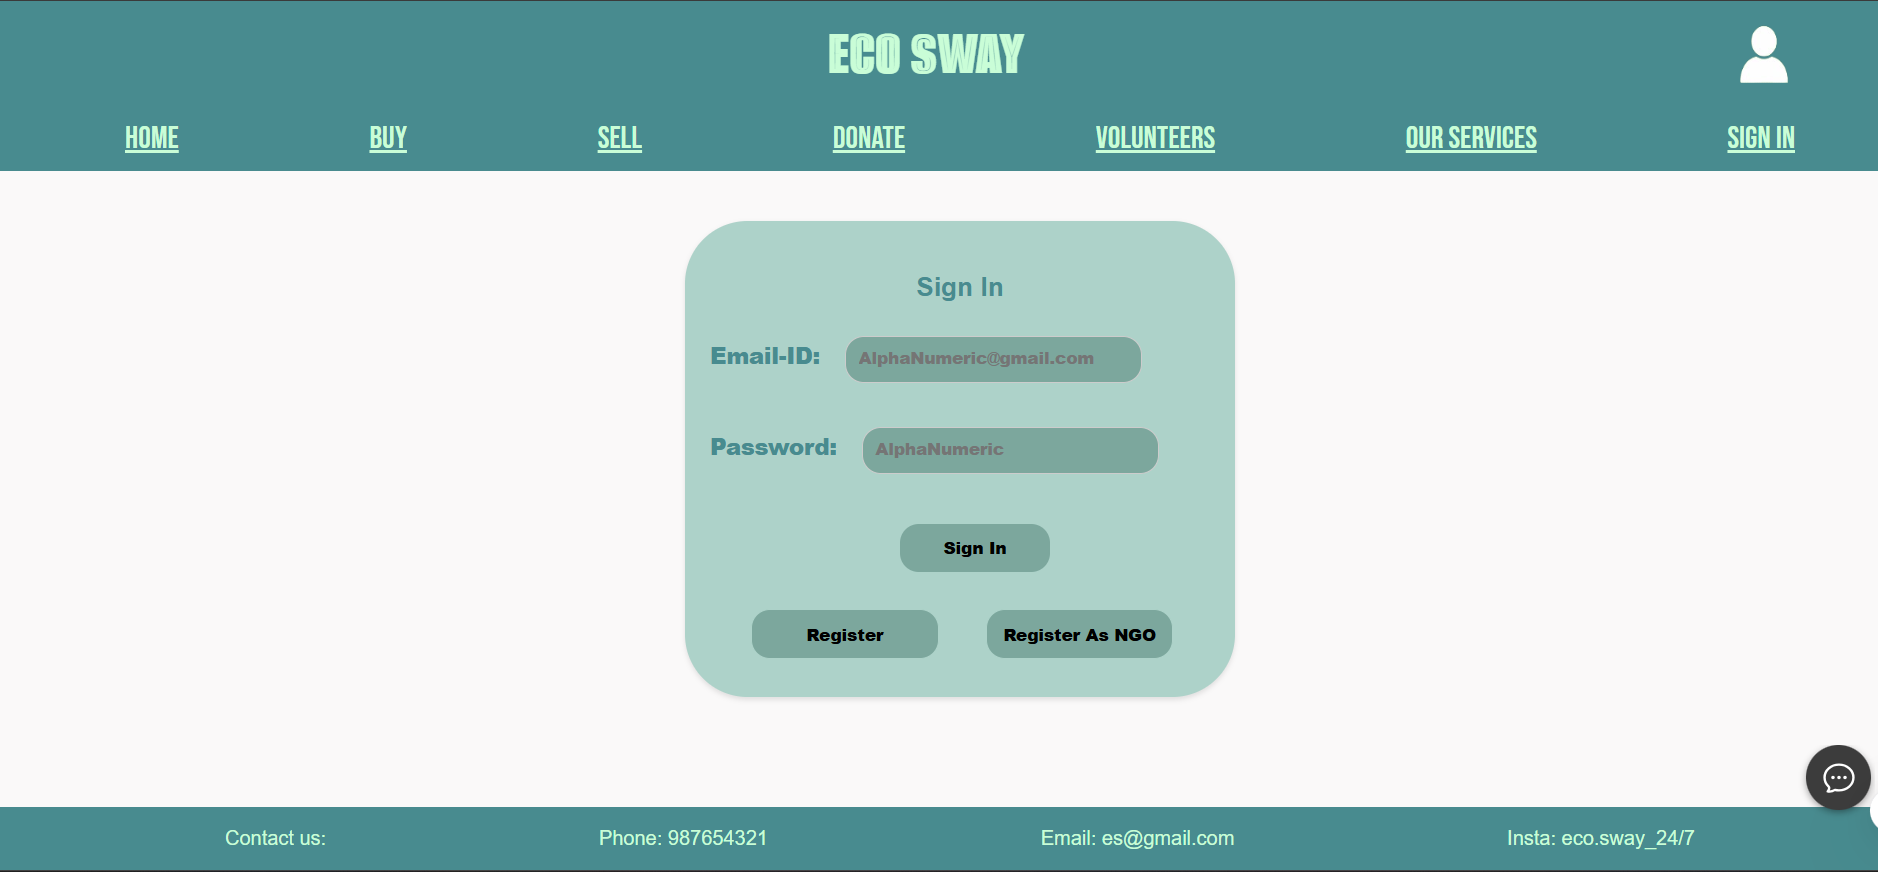 ECO SWAY
HOME BUY SELL DONATE VOLUNTEERS OUR SERVICES SIGN IN
Sign In
Email-ID: AlphaNumeric@gmail.com
Password: AlphaNumeric
Sign In
Register Register As NGO
Contact us: Phone: 987654321 Email: es@gmail.com Insta: eco.sway_24/7